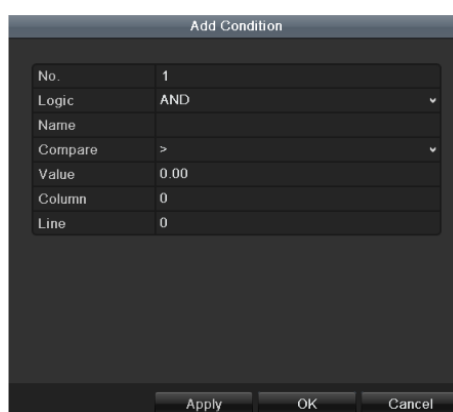 Add Condition
No. 1
Logic AND
Name
Compare >
Value 0.00
Column 0
Line 0
Apply OK Cancel